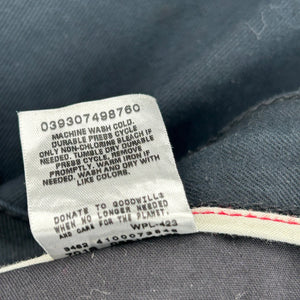 039307498760
MACHINE WASH COLD.
DURABLE PRESS CYCLE
ONLY NON-CHLORINE BLEACH IF
NEEDED. TUMBLE DRY DURABLE
PRESS CYCLE. REMOVE
PROMPTLY. WARM IRON IF
NEEDED. WASH AND DRY WITH
LIKE COLORS.
DONATE TO GOODWILL®
WHEN NO LONGER NEEDED
AND CARE FOR THE PLANET.
WPL-423